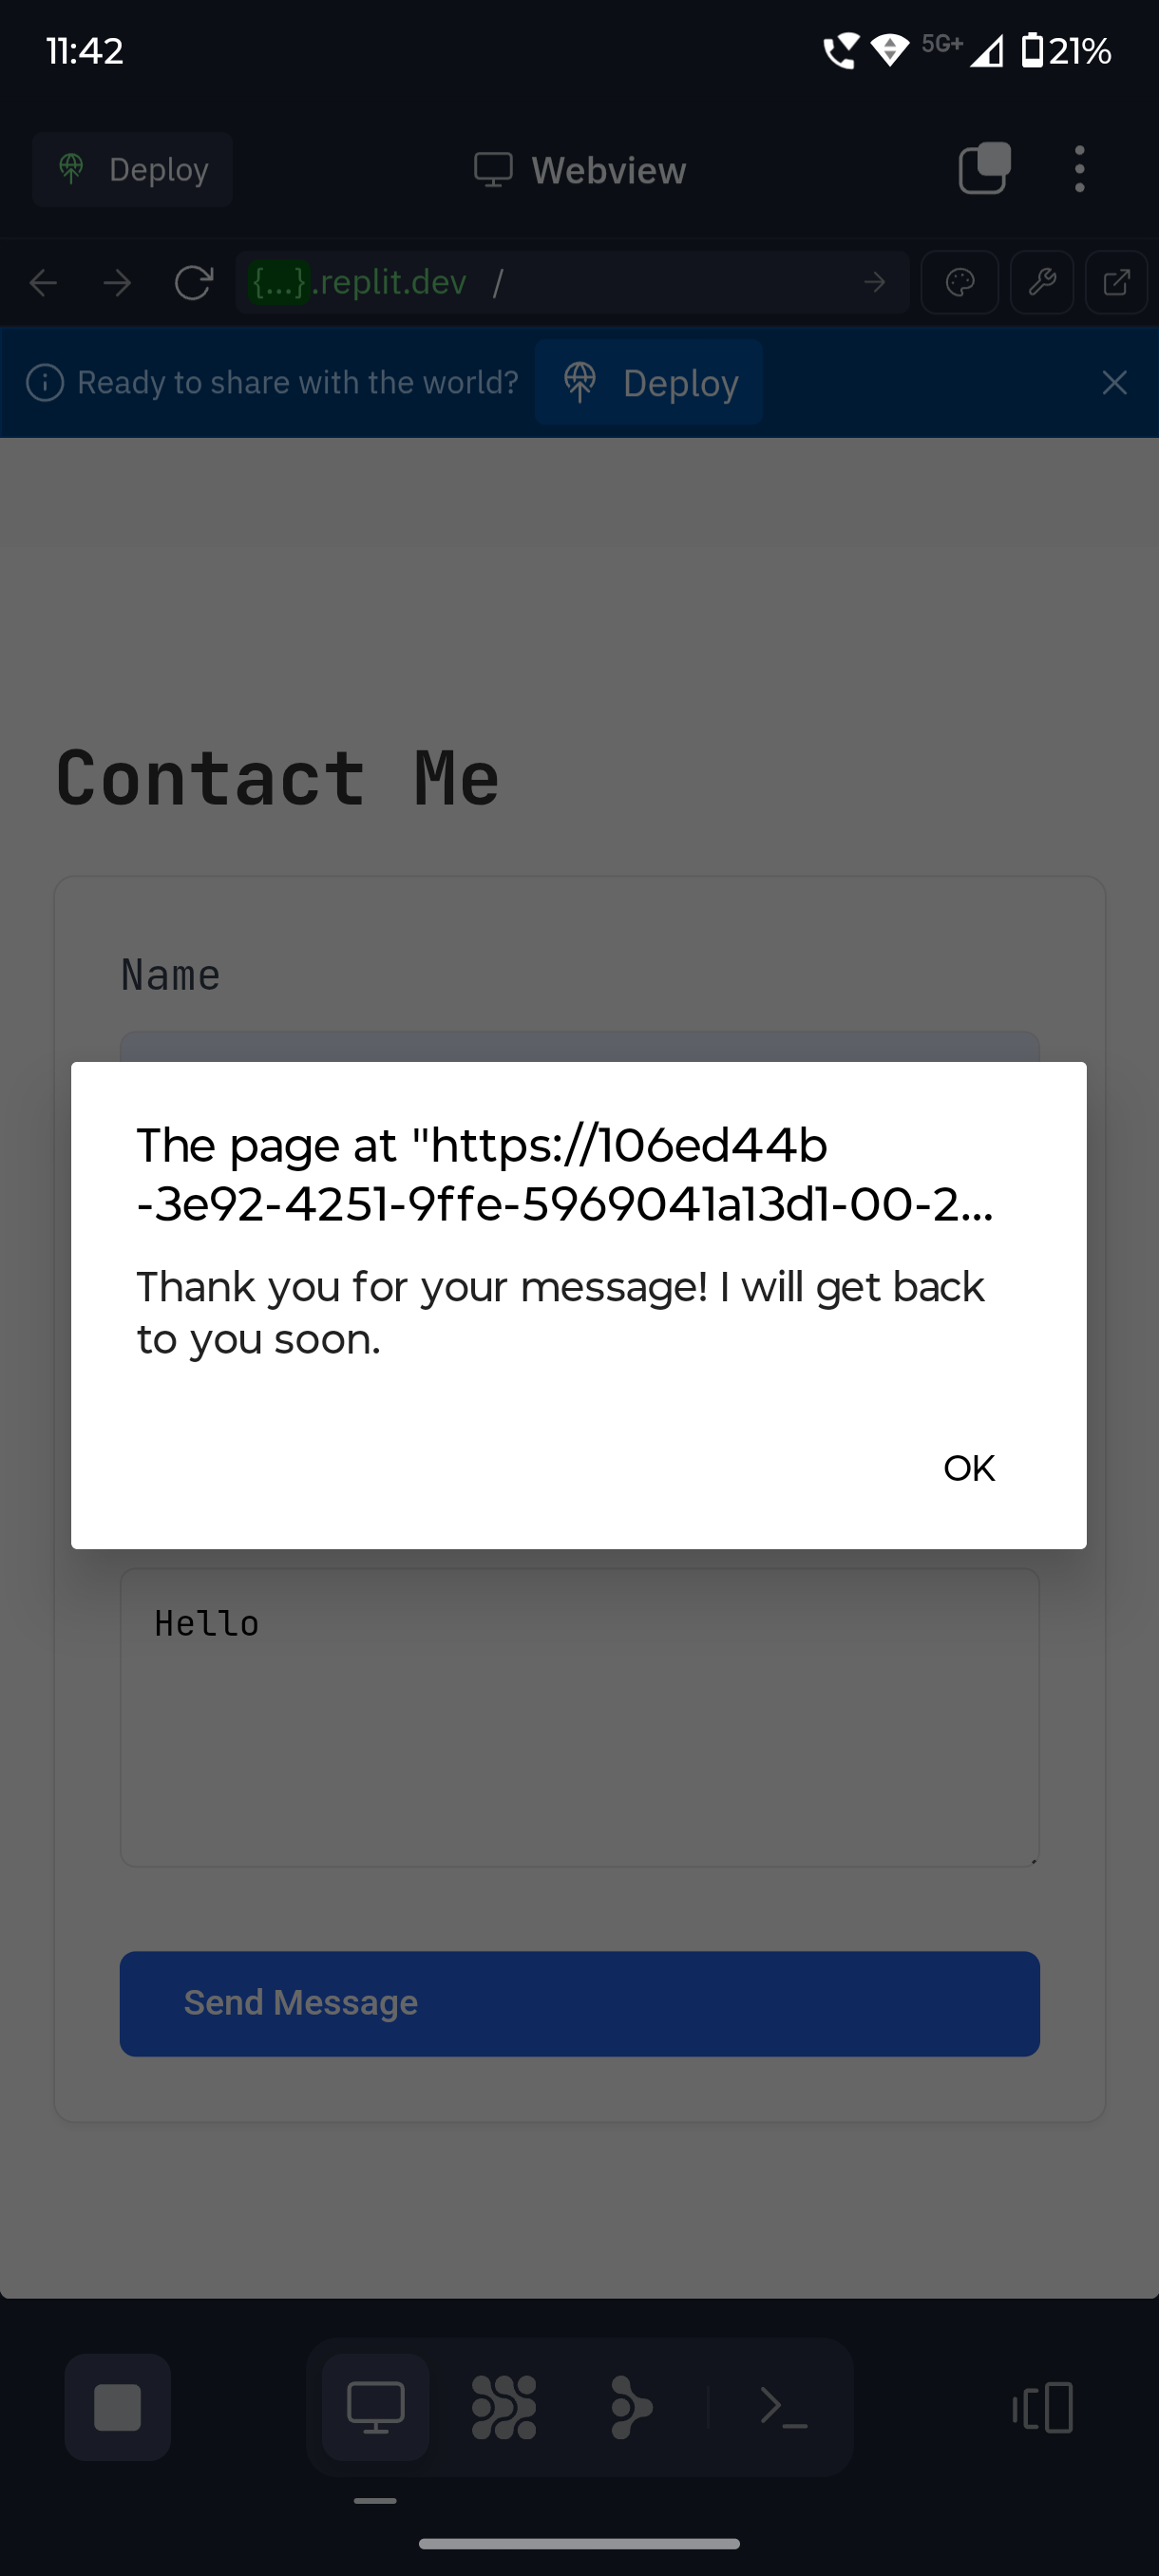 11:42
5G+
21%
Deploy
Webview
{...}.replit.dev /
Ready to share with the world?
Deploy
Contact Me
Name
The page at "https://106ed44b
-3e92-4251-9ffe-5969041a13d1-00-2...
Thank you for your message! I will get back
to you soon.
OK
Hello
Send Message